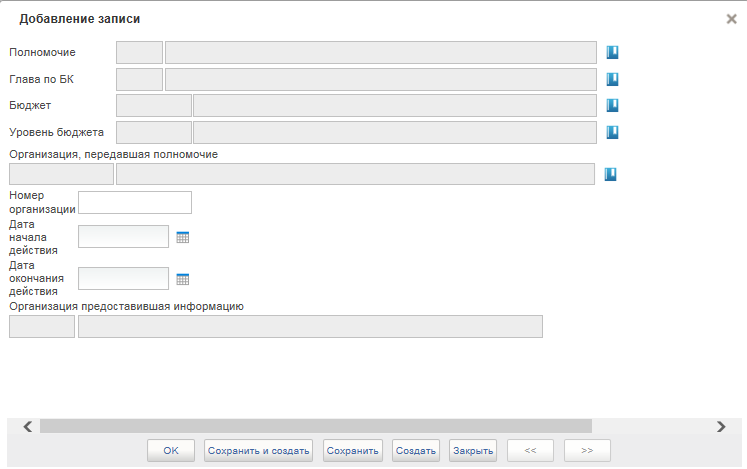 Добавление записи
Полномочие
Глава по БК
Бюджет
Уровень бюджета
Организация, передавшая полномочие
Номер
организации
Дата
начала
действия
Дата
окончания
действия
Организация предоставившая информацию
OK
Сохранить и создать
Сохранить
Создать
Закрыть
<<
>>